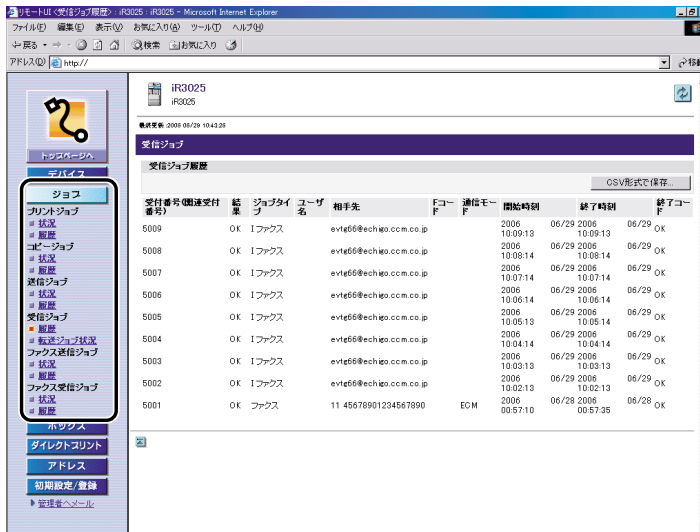 リモートUI <受信ジョブ履歴> : iR3025 : iR3025 - Microsoft Internet Explorer
ファイル(F) 編集(E) 表示(V) お気に入り(A) ツール(T) ヘルプ(H)
戻る 検索 お気に入り
アドレス(D) http:// 移動
iR3025
iR3025
最終更新 :2006 06/29 10:43:26
トップページへ
デバイス
ジョブ
プリントジョブ
状況
履歴
コピージョブ
状況
履歴
送信ジョブ
状況
履歴
受信ジョブ
履歴
転送ジョブ状況
ファクス送信ジョブ
状況
履歴
ファクス受信ジョブ
状況
履歴
ボックス
ダイレクトプリント
アドレス
初期設定/登録
管理者へメール
受信ジョブ
受信ジョブ履歴
CSV形式で保存...
受付番号(関連受付番号) 結果 ジョブタイプ ユーザ名 相手先 Fコード 通信モード 開始時刻 終了時刻 終了コード
5009 OK Iファクス evtg66@echigo.ccm.co.jp 2006 06/29 10:09:13 2006 06/29 10:09:13 OK
5008 OK Iファクス evtg66@echigo.ccm.co.jp 2006 06/29 10:08:14 2006 06/29 10:08:14 OK
5007 OK Iファクス evtg66@echigo.ccm.co.jp 2006 06/29 10:07:14 2006 06/29 10:07:14 OK
5006 OK Iファクス evtg66@echigo.ccm.co.jp 2006 06/29 10:06:14 2006 06/29 10:06:14 OK
5005 OK Iファクス evtg66@echigo.ccm.co.jp 2006 06/29 10:05:13 2006 06/29 10:05:14 OK
5004 OK Iファクス evtg66@echigo.ccm.co.jp 2006 06/29 10:04:14 2006 06/29 10:04:14 OK
5003 OK Iファクス evtg66@echigo.ccm.co.jp 2006 06/29 10:03:13 2006 06/29 10:03:13 OK
5002 OK Iファクス evtg66@echigo.ccm.co.jp 2006 06/29 10:02:13 2006 06/29 10:02:13 OK
5001 OK ファクス 11 45678901234567890 ECM 2006 06/28 00:57:10 2006 06/28 00:57:35 OK